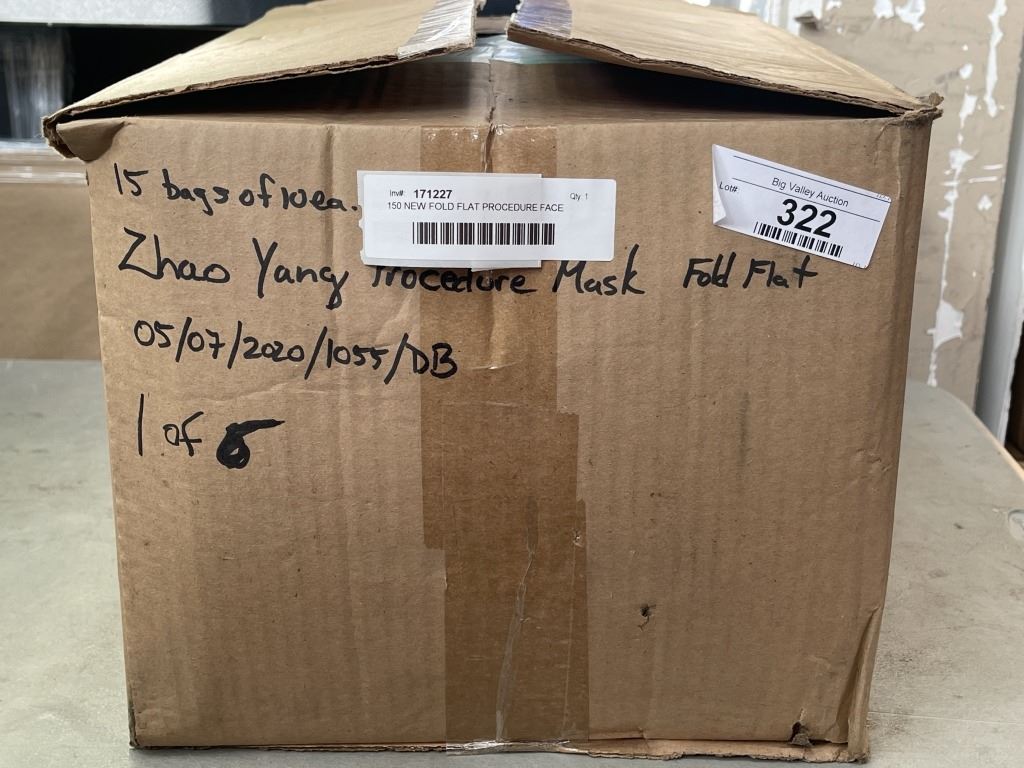 15 bags of 10 ea.
Inv#: 171227 Qty 1
150 NEW FOLD FLAT PROCEDURE FACE
Big Valley Auction
Lot#
322
Zhao Yang Procedure Mask Fold Flat
05/07/2020/1055/DB
1 of 6